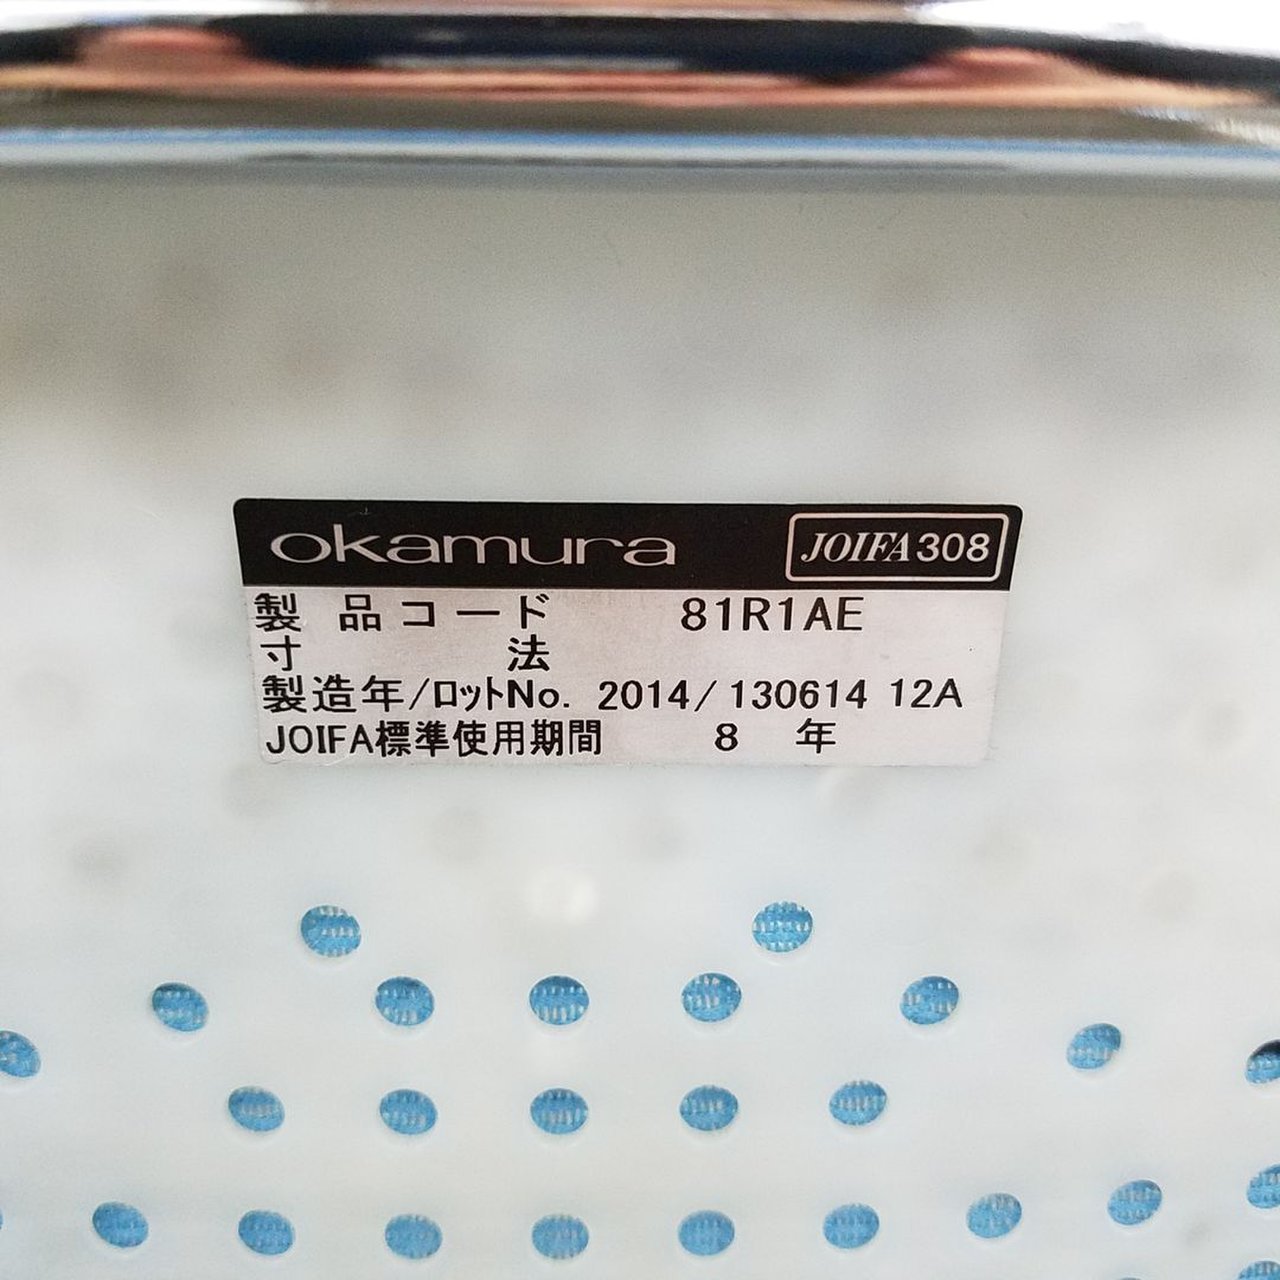 okamura JOIFA308
製品コード 81R1AE
寸法
製造年/ロットNo. 2014/130614 12A
JOIFA標準使用期間 8 年